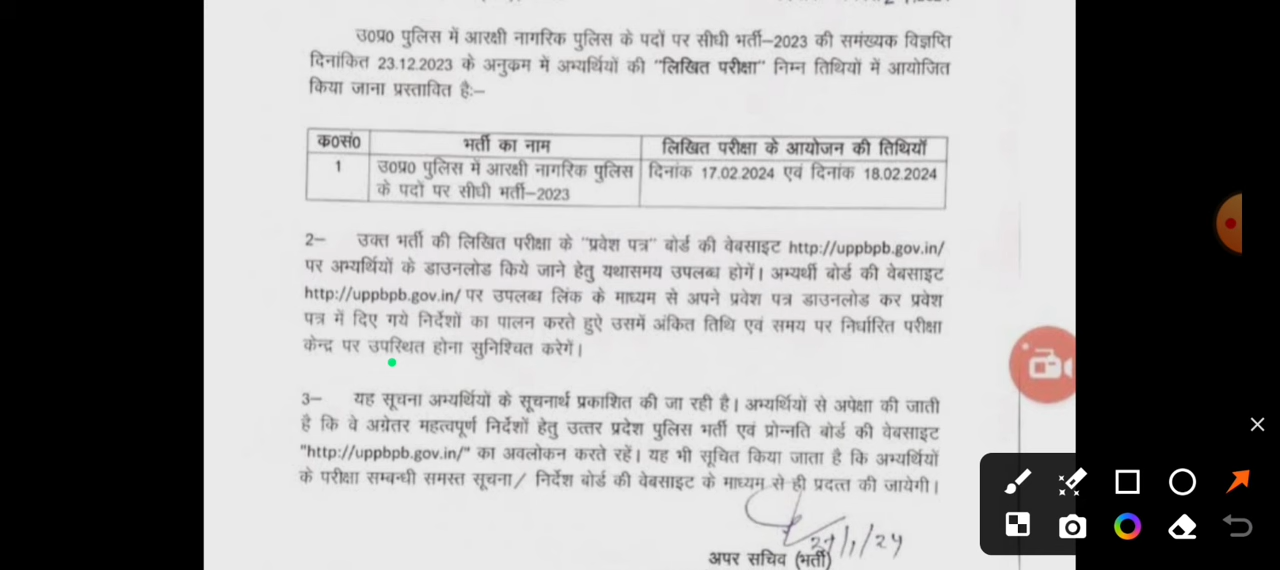 उ0प्र0 पुलिस में आरक्षी नागरिक पुलिस के पदों पर सीधी भर्ती–2023 की समंख्यक विज्ञप्ति
दिनांकित 23.12.2023 के अनुक्रम में अभ्यर्थियों की "लिखित परीक्षा" निम्न तिथियों में आयोजित
किया जाना प्रस्तावित है:–
क0सं0 भर्ती का नाम लिखित परीक्षा के आयोजन की तिथियाँ
1 उ0प्र0 पुलिस में आरक्षी नागरिक पुलिस दिनांक 17.02.2024 एवं दिनांक 18.02.2024
के पदों पर सीधी भर्ती–2023
2– उक्त भर्ती की लिखित परीक्षा के "प्रवेश पत्र" बोर्ड की वेबसाइट http://uppbpb.gov.in/
पर अभ्यर्थियों के डाउनलोड किये जाने हेतु यथासमय उपलब्ध होगें। अभ्यर्थी बोर्ड की वेबसाइट
http://uppbpb.gov.in/ पर उपलब्ध लिंक के माध्यम से अपने प्रवेश पत्र डाउनलोड कर प्रवेश
पत्र में दिए गये निर्देशों का पालन करते हुऐ उसमें अंकित तिथि एवं समय पर निर्धारित परीक्षा
केन्द्र पर उपस्थित होना सुनिश्चित करेगें।
3– यह सूचना अभ्यर्थियों के सूचनार्थ प्रकाशित की जा रही है। अभ्यर्थियों से अपेक्षा की जाती
है कि वे अग्रेतर महत्वपूर्ण निर्देशों हेतु उत्तर प्रदेश पुलिस भर्ती एवं प्रोन्नति बोर्ड की वेबसाइट
"http://uppbpb.gov.in/" का अवलोकन करते रहें। यह भी सूचित किया जाता है कि अभ्यर्थियों
के परीक्षा सम्बन्धी समस्त सूचना/ निर्देश बोर्ड की वेबसाइट के माध्यम से ही प्रदत्त की जायेगी।
अपर सचिव (भर्ती)